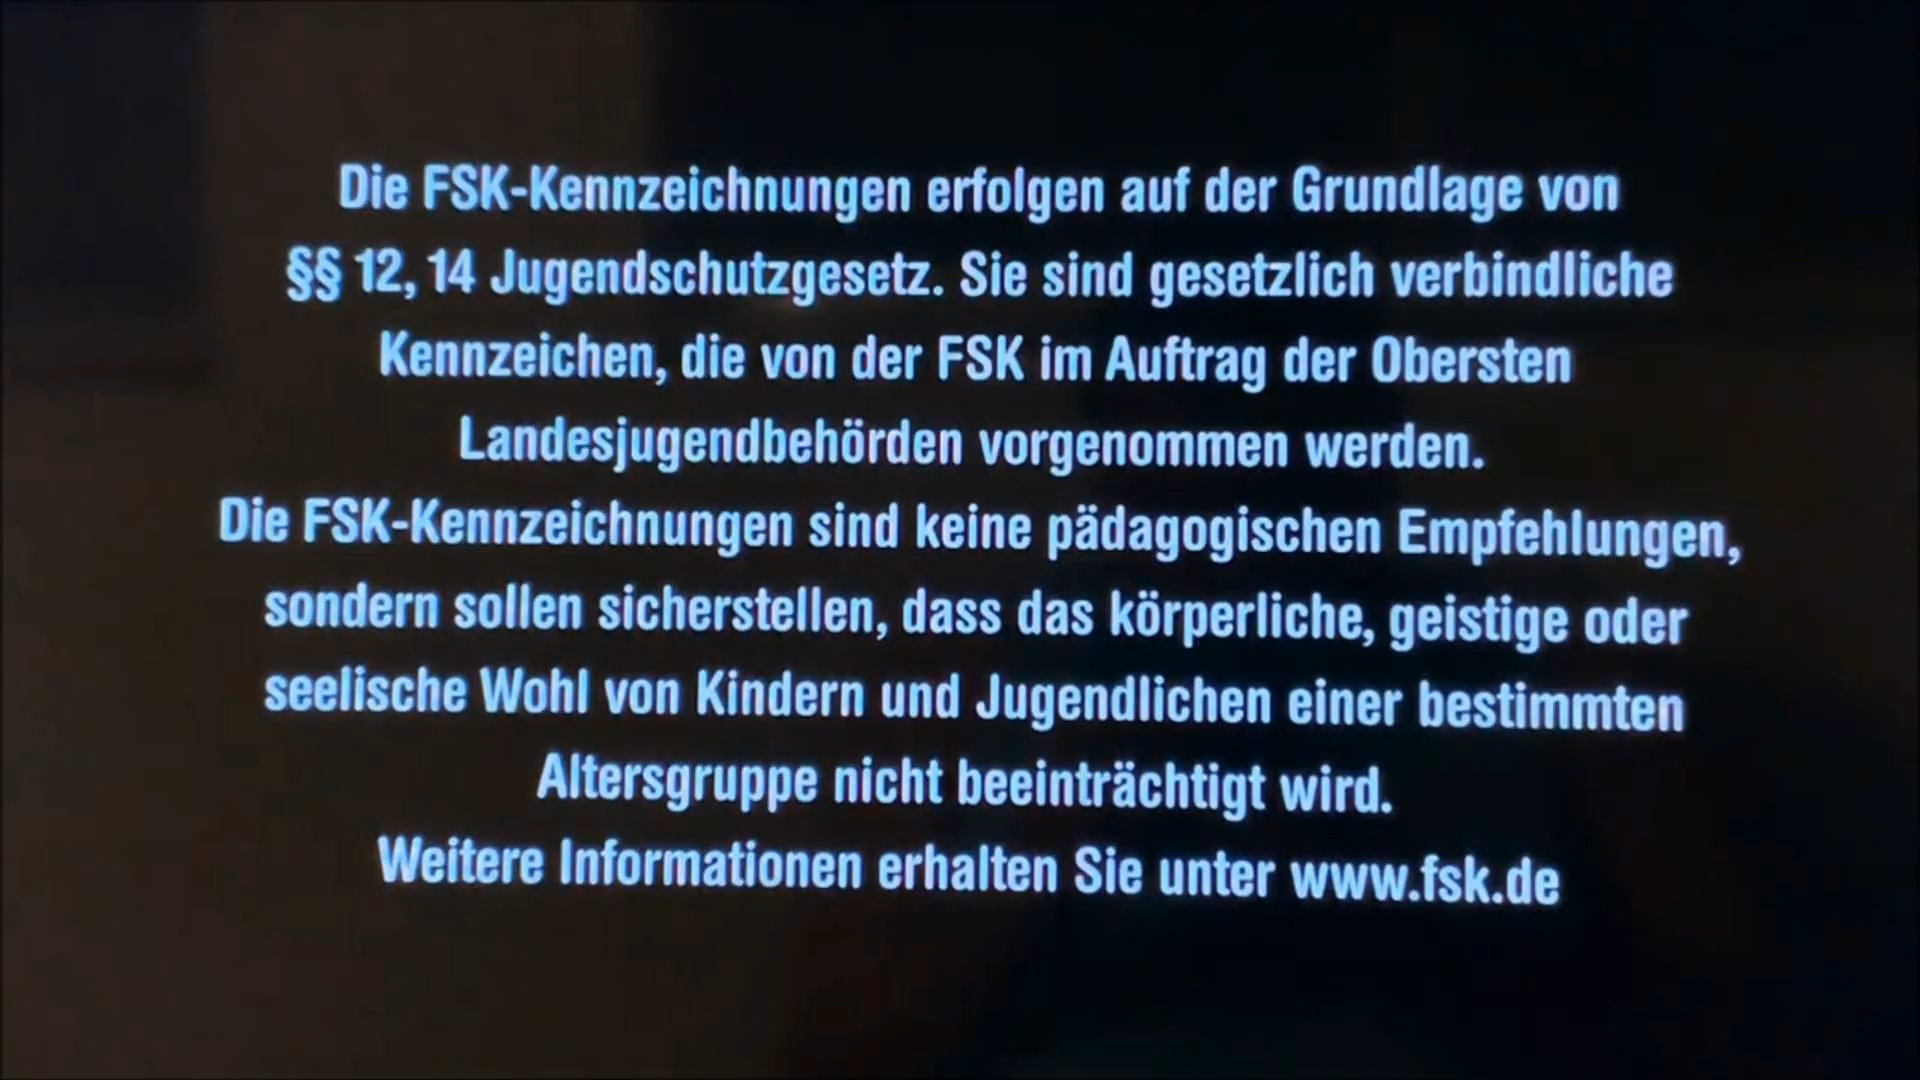 Die FSK-Kennzeichnungen erfolgen auf der Grundlage von
§§ 12, 14 Jugendschutzgesetz. Sie sind gesetzlich verbindliche
Kennzeichen, die von der FSK im Auftrag der Obersten
Landesjugendbehörden vorgenommen werden.
Die FSK-Kennzeichnungen sind keine pädagogischen Empfehlungen,
sondern sollen sicherstellen, dass das körperliche, geistige oder
seelische Wohl von Kindern und Jugendlichen einer bestimmten
Altersgruppe nicht beeinträchtigt wird.
Weitere Informationen erhalten Sie unter www.fsk.de